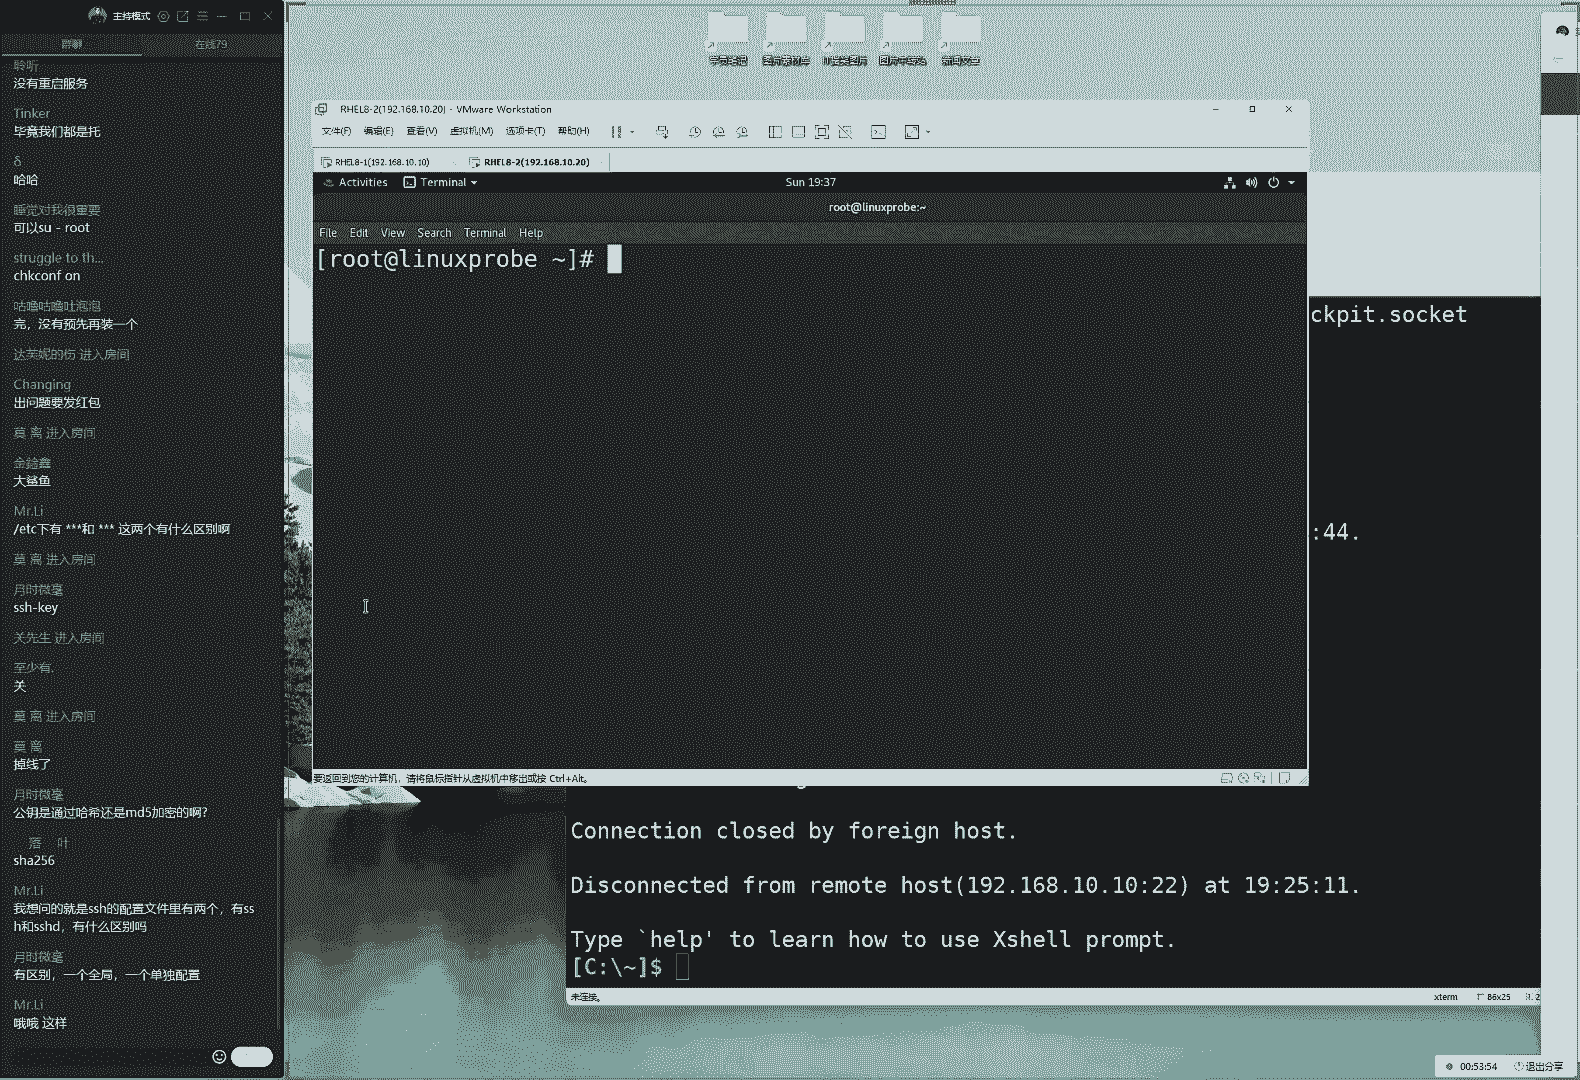 主持模式
群聊
在线79
聆听
没有重启服务
Tinker
毕竟我们都是托
δ
哈哈
睡觉对我很重要
可以su - root
struggle to th...
chkconf on
咕噜咕噜吐泡泡
完，没有预先再装一个
达芙妮的伤 进入房间
Changing
出问题要发红包
莫 离 进入房间
大鲨鱼
Mr.Li
/etc下有 ***和 *** 这两个有什么区别啊
莫 离 进入房间
月时微毫
ssh-key
关先生 进入房间
至少有.
关
莫 离 进入房间
莫 离
掉线了
月时微毫
公钥是通过哈希还是md5加密的啊?
落 叶
sha256
Mr.Li
我想问的就是ssh的配置文件里有两个，有ss
h和sshd，有什么区别吗
月时微毫
有区别，一个全局，一个单独配置
Mr.Li
哦哦 这样
RHEL8-2(192.168.10.20) - VMware Workstation
文件(F) 编辑(E) 查看(V) 虚拟机(M) 选项卡(T) 帮助(H)
RHEL8-1(192.168.10.10)
RHEL8-2(192.168.10.20)
Activities Terminal Sun 19:37
root@linuxprobe:~
File Edit View Search Terminal Help
[root@linuxprobe ~]#
要返回到您的计算机，请将鼠标指针从虚拟机中移出或按 Ctrl+Alt。
ckpit.socket
:44.
Connection closed by foreign host.
Disconnected from remote host(192.168.10.10:22) at 19:25:11.
Type `help' to learn how to use Xshell prompt.
[C:\~]$
未连接。
xterm
86x25
00:53:54
退出分享